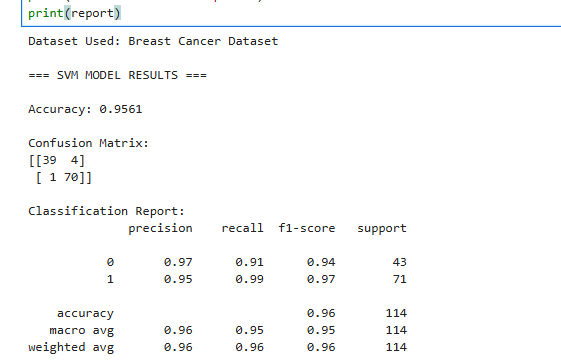 print(report)
Dataset Used: Breast Cancer Dataset
=== SVM MODEL RESULTS ===
Accuracy: 0.9561
Confusion Matrix:
[[39  4]
 [ 1 70]]
Classification Report:
              precision    recall  f1-score   support
           0       0.97      0.91      0.94        43
           1       0.95      0.99      0.97        71
    accuracy                           0.96       114
   macro avg       0.96      0.95      0.95       114
weighted avg       0.96      0.96      0.96       114